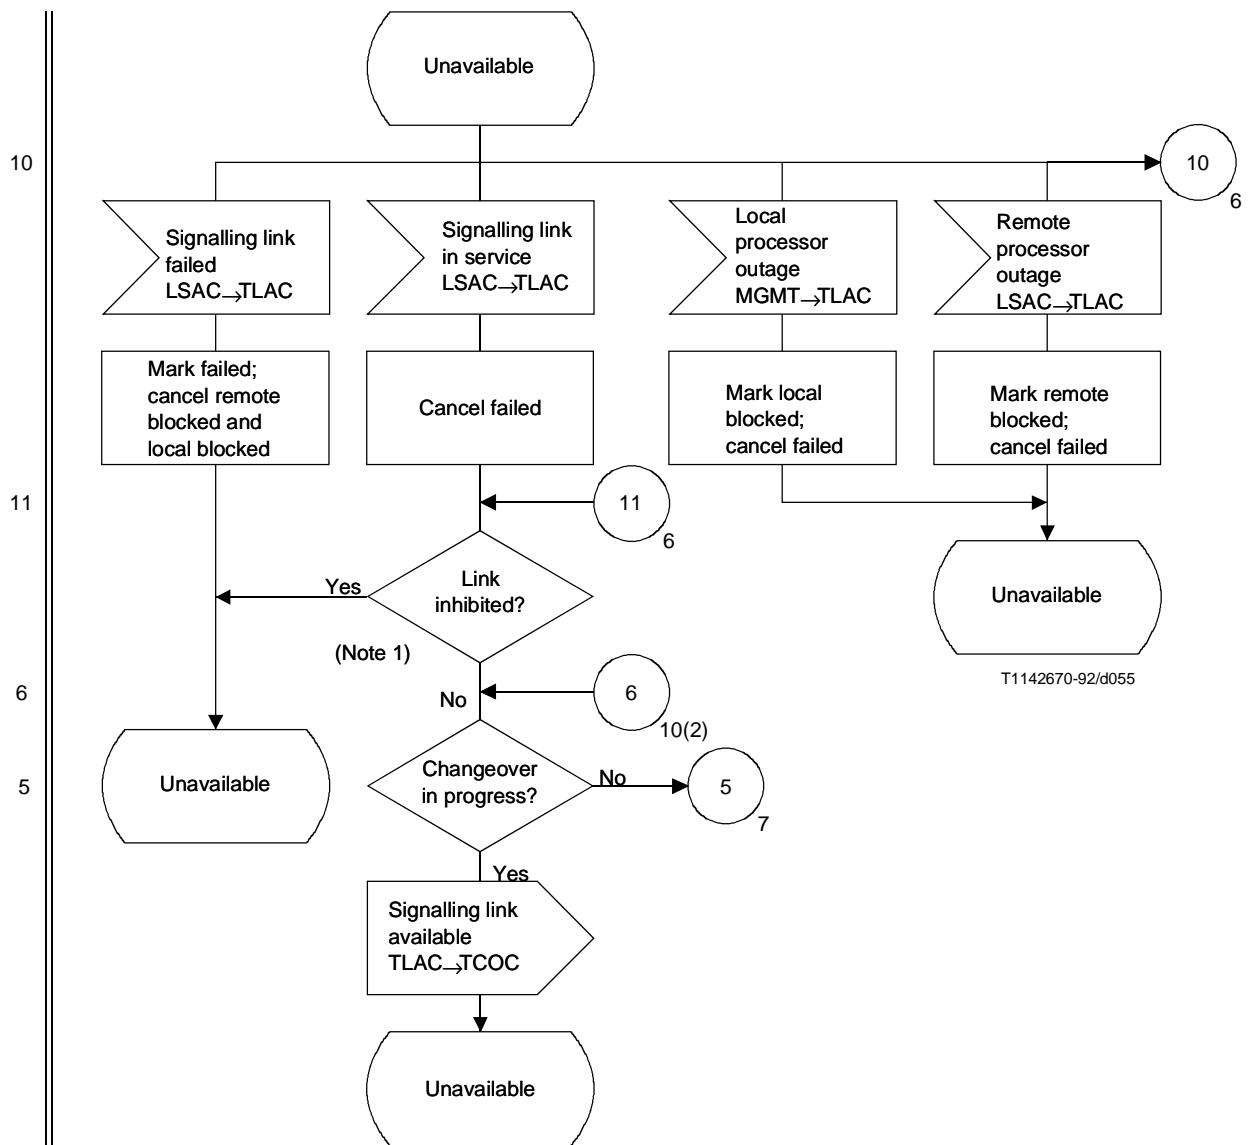 Unavailable
10
10
6
Signalling link
failed
LSAC→TLAC
Signalling link
in service
LSAC→TLAC
Local
processor
outage
MGMT→TLAC
Remote
processor
outage
LSAC→TLAC
Mark failed;
cancel remote
blocked and
local blocked
Cancel failed
Mark local
blocked;
cancel failed
Mark remote
blocked;
cancel failed
11
11
6
Yes
Link
inhibited?
Unavailable
(Note 1)
T1142670-92/d055
6
No
6
10(2)
5
Unavailable
Changeover
in progress?
No
5
7
Yes
Signalling link
available
TLAC→TCOC
Unavailable